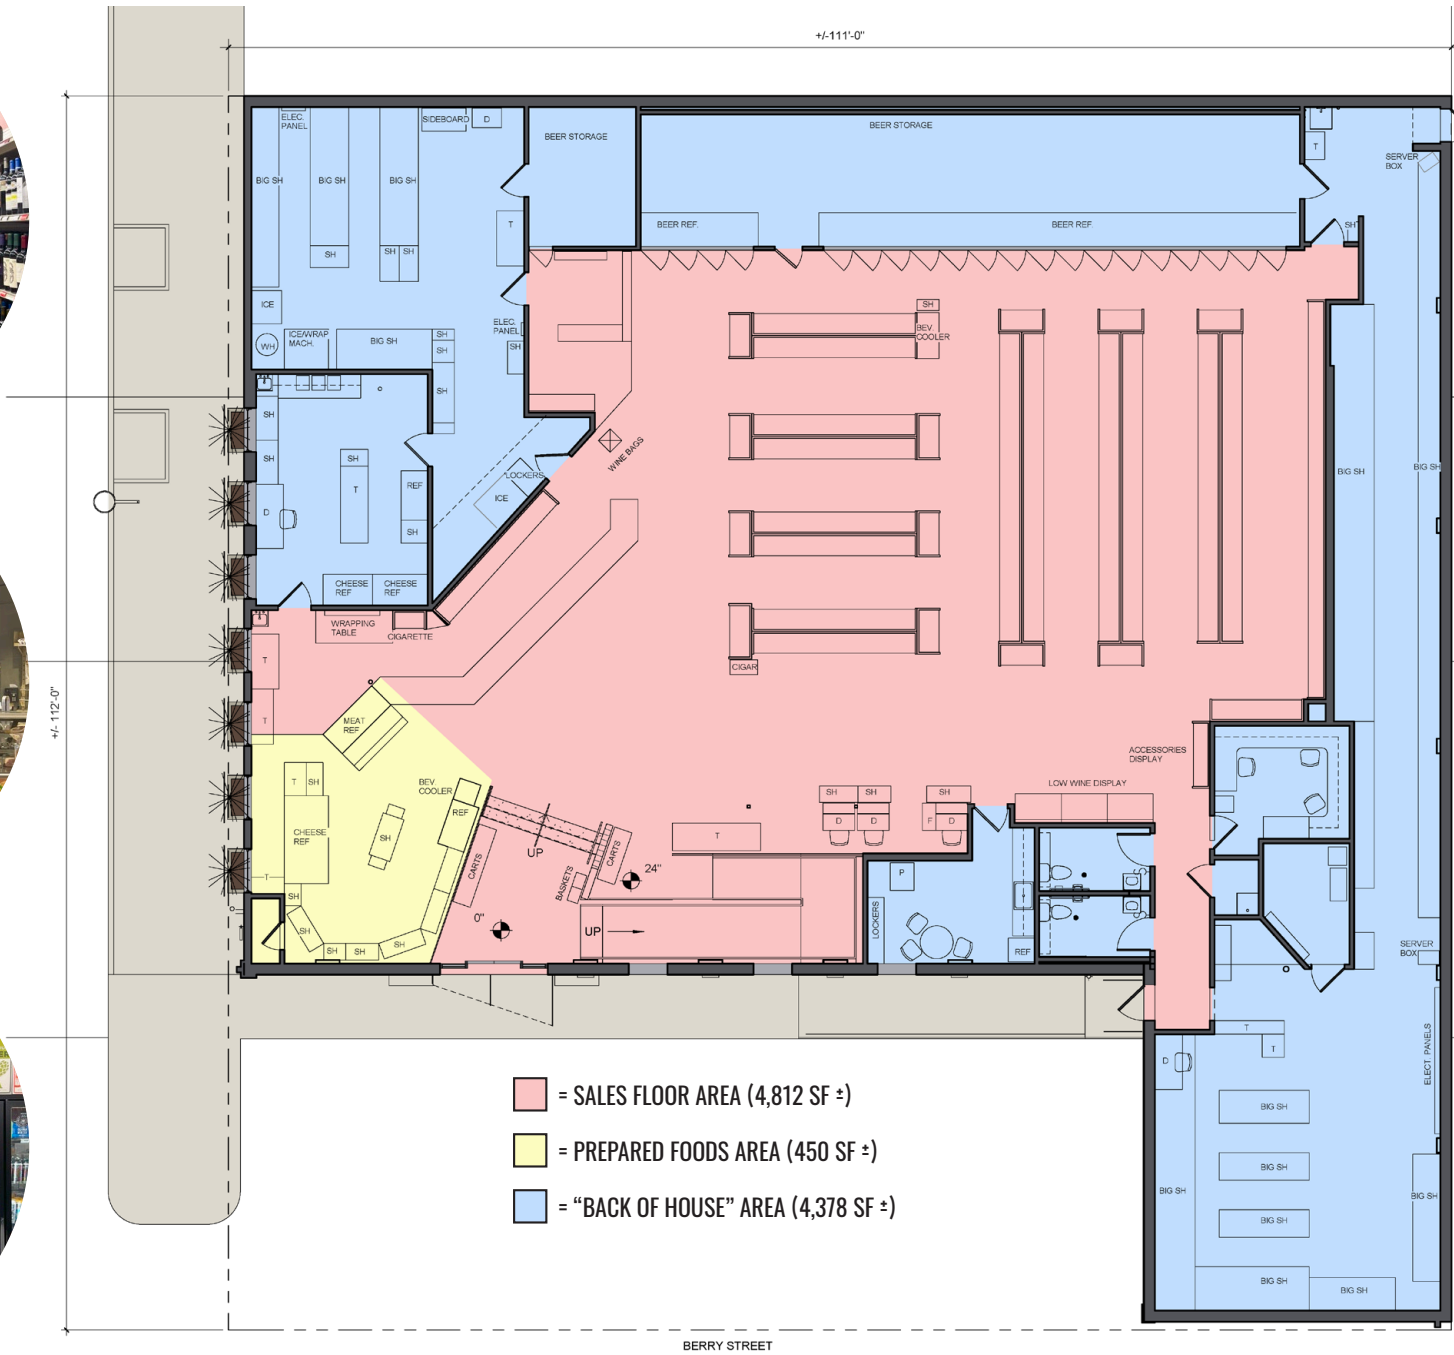 +/-111'-0"
ELEC.
PANEL
SIDEBOARD
D
BEER STORAGE
BEER STORAGE
T
SERVER
BOX
BIG SH
BIG SH
BIG SH
T
BEER REF.
BEER REF.
SH
SH
SH
SH
ICE
ELEC.
PANEL
SH
BEV.
COOLER
WH
ICE/WRAP
MACH.
BIG SH
SH
SH
SH
SH
SH
SH
SH
T
REF
SH
D
LOCKERS
ICE
WINE BAGS
BIG SH
BIG SH
CHEESE
REF
CHEESE
REF
WRAPPING
TABLE
CIGARETTE
T
T
CIGAR
+/- 112'-0"
MEAT
REF
ACCESSORIES
DISPLAY
LOW WINE DISPLAY
T
SH
BEV.
COOLER
REF
CHEESE
REF
SH
T
SH
SH
SH
SH
SH
CARTS
UP
BASKETS
CARTS
24"
0"
UP
T
SH
SH
SH
D
D
F
D
P
LOCKERS
REF
SERVER
BOX
ELECT. PANELS
T
T
D
BIG SH
BIG SH
BIG SH
BIG SH
BIG SH
BIG SH
BIG SH
= SALES FLOOR AREA (4,812 SF ±)
= PREPARED FOODS AREA (450 SF ±)
= “BACK OF HOUSE” AREA (4,378 SF ±)
BERRY STREET